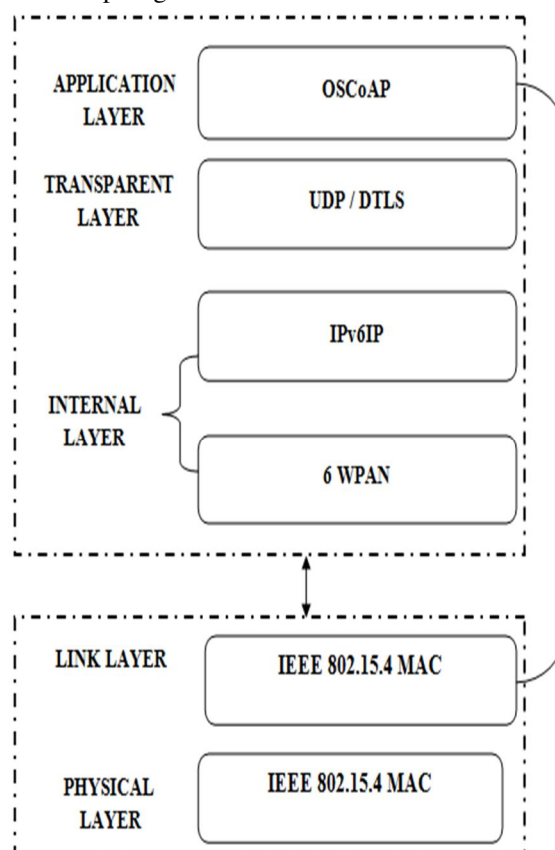 APPLICATION
LAYER
OSCoAP
TRANSPARENT
LAYER
UDP / DTLS
IPv6IP
INTERNAL
LAYER
6 WPAN
LINK LAYER
IEEE 802.15.4 MAC
PHYSICAL
LAYER
IEEE 802.15.4 MAC